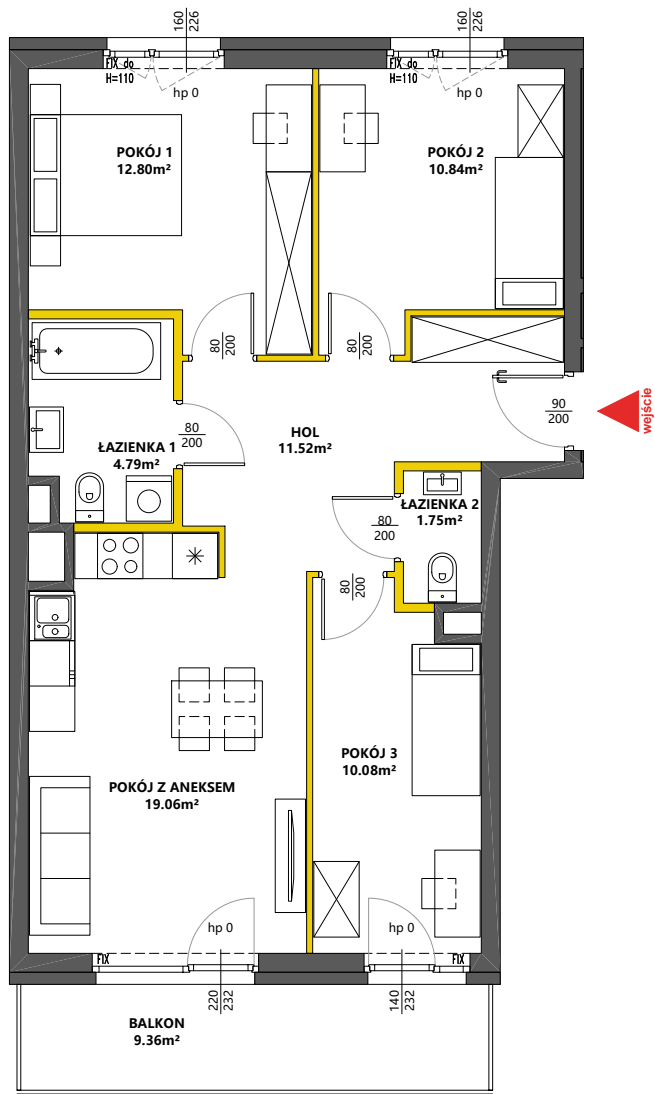 160
226
160
226
FIX do
H=110
hp 0
FIX do
H=110
hp 0
POKÓJ 1
12.80m²
POKÓJ 2
10.84m²
80
200
80
200
90
200
wejście
80
200
HOL
11.52m²
ŁAZIENKA 1
4.79m²
ŁAZIENKA 2
1.75m²
80
200
80
200
POKÓJ 3
10.08m²
POKÓJ Z ANEKSEM
19.06m²
hp 0
hp 0
FIX
FIX
220
232
140
232
BALKON
9.36m²